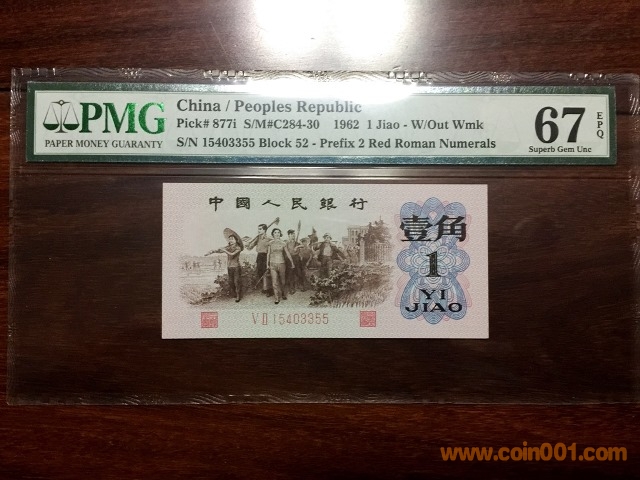 PMG
PAPER MONEY GUARANTY
China / Peoples Republic
Pick# 877i S/M#C284-30 1962 1 Jiao - W/Out Wmk
S/N 15403355 Block 52 - Prefix 2 Red Roman Numerals
67 EPQ
Superb Gem Unc
中國人民銀行
壹角
1
YI
JIAO
V II 15403355
www.coin001.com